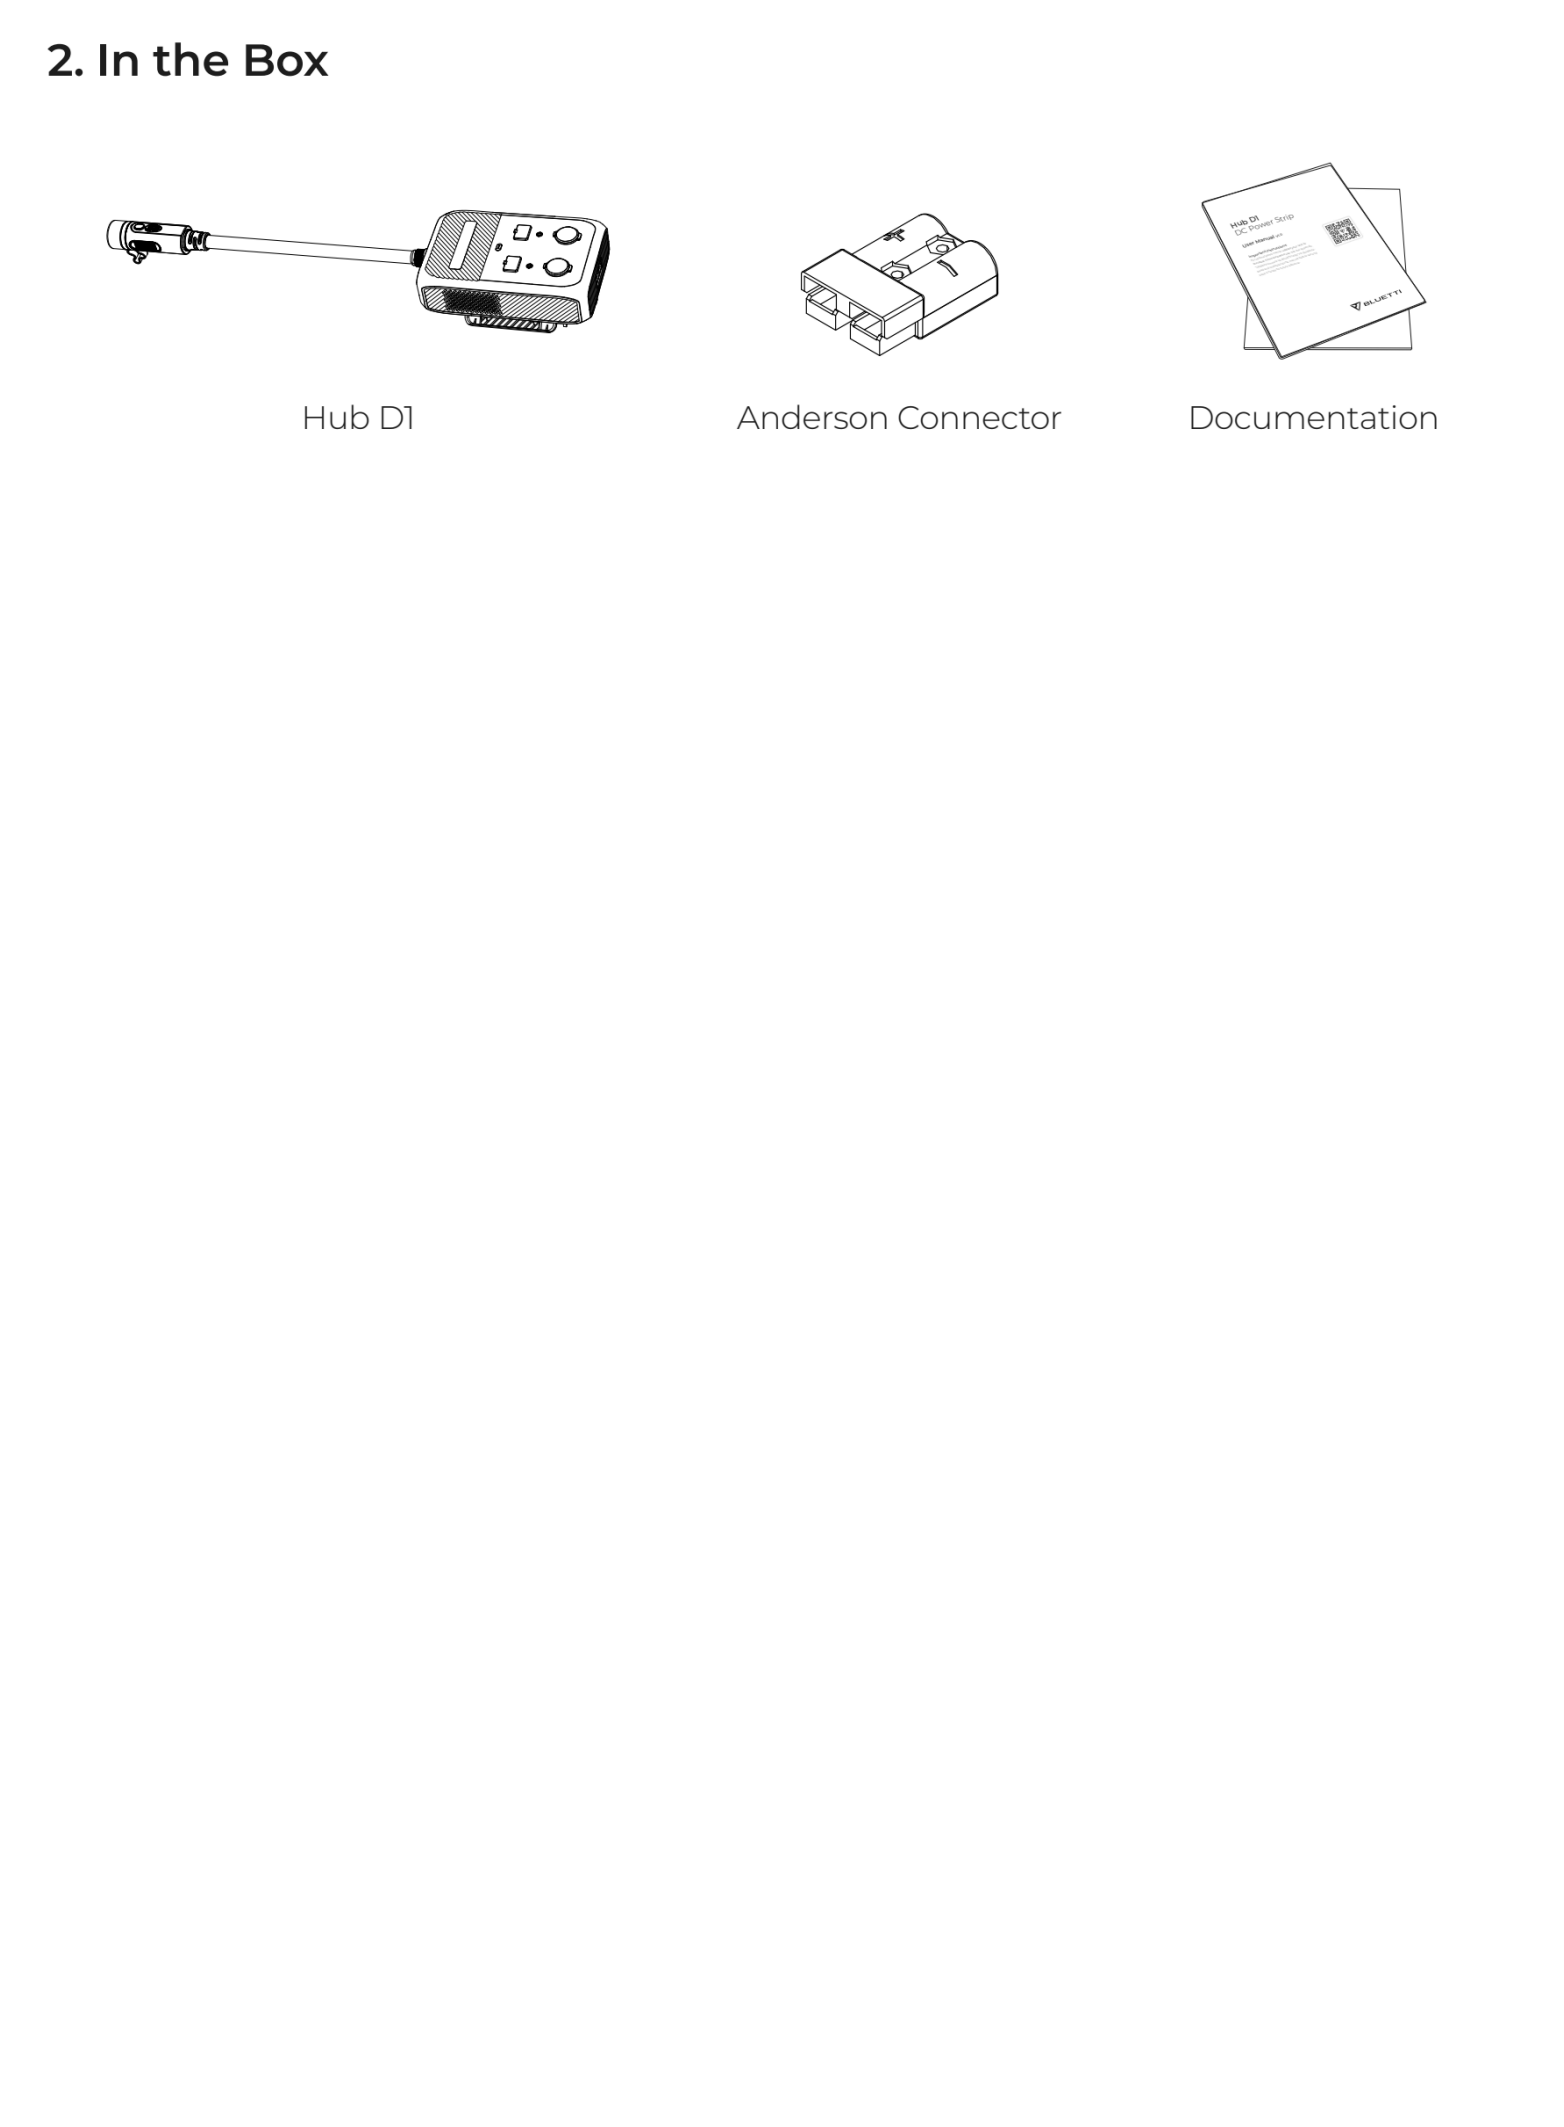 2. In the Box
Hub D1
DC Power Strip
User Manual
BLUETTI
Hub D1
Anderson Connector
Documentation